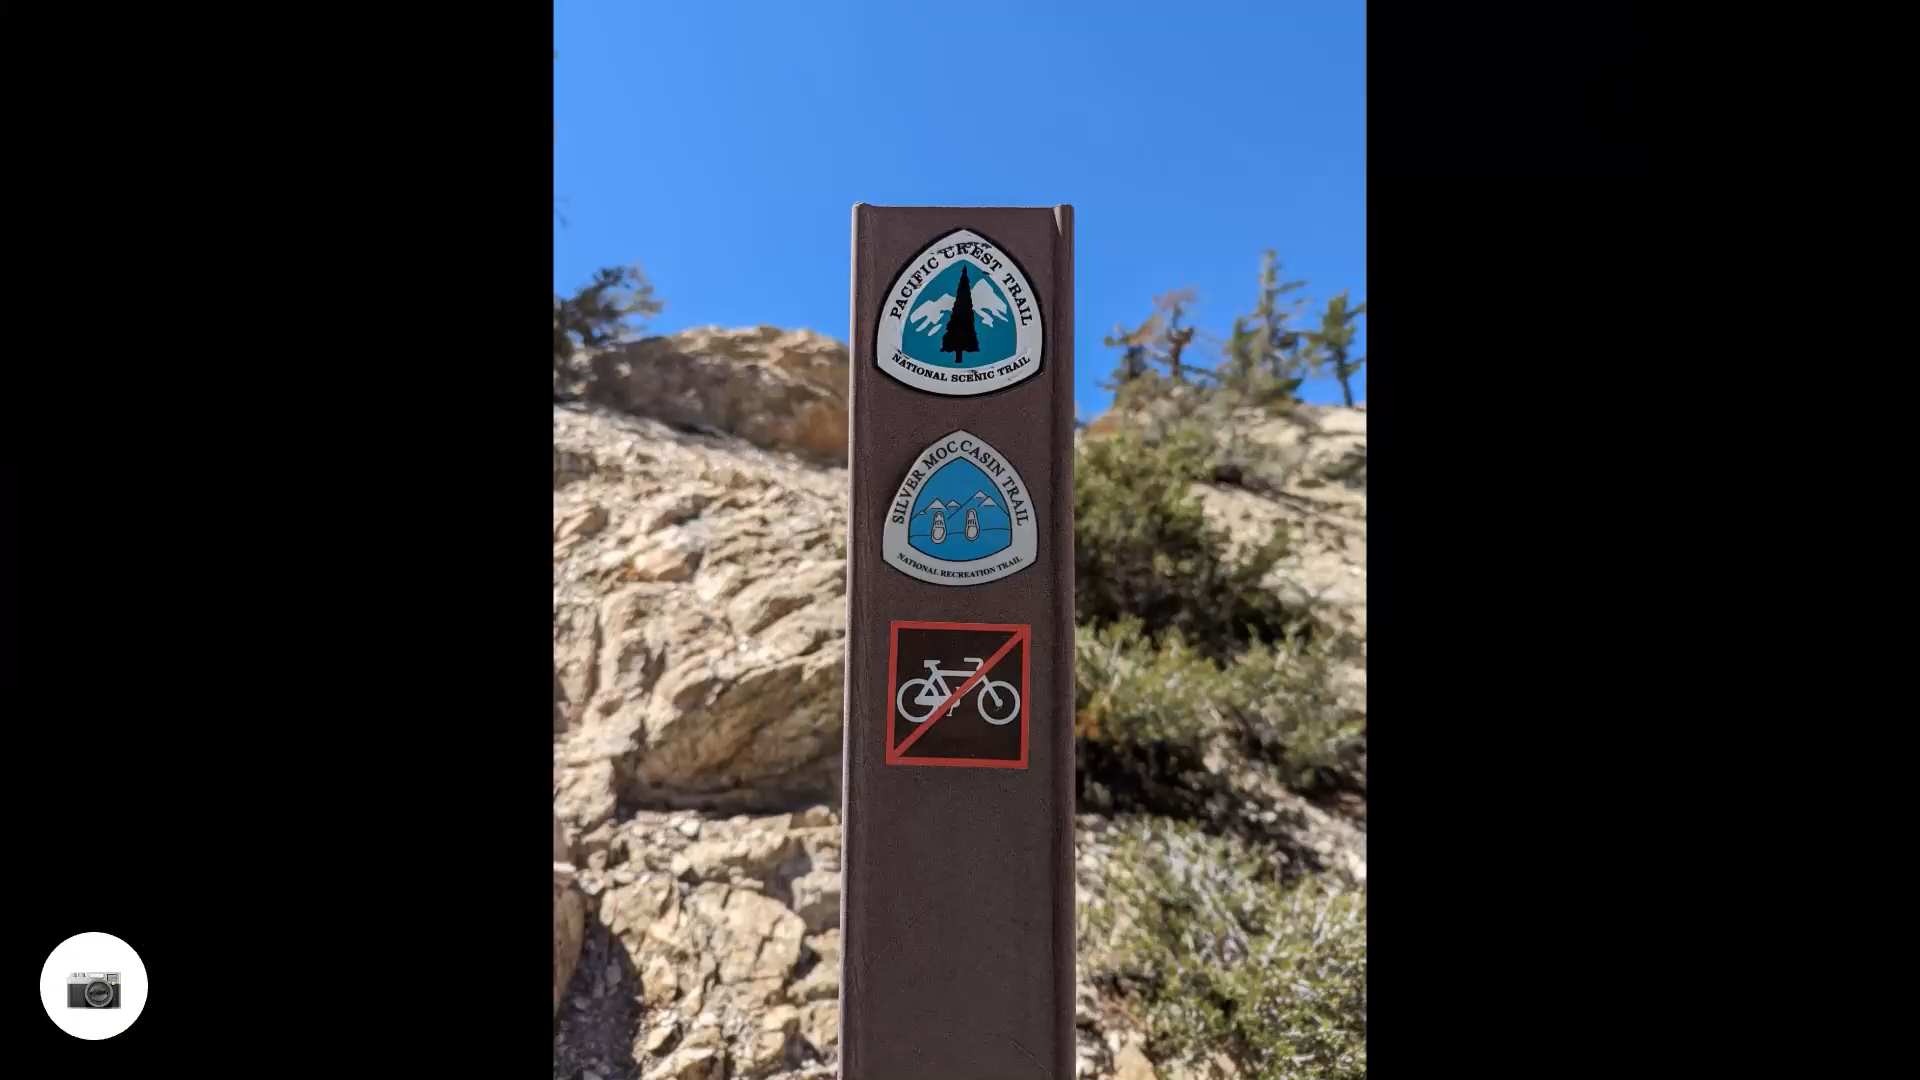 PACIFIC CREST TRAIL
NATIONAL SCENIC TRAIL
SILVER MOCCASIN TRAIL
NATIONAL RECREATION TRAIL